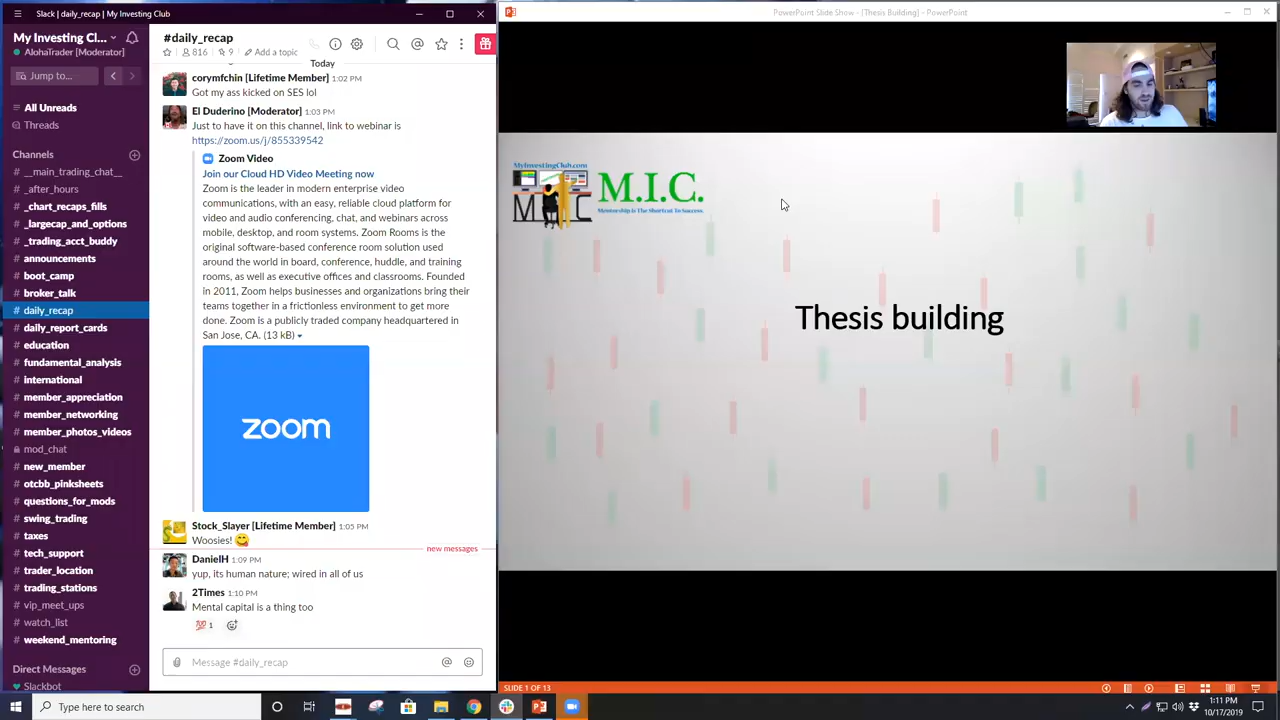 Slack | daily_recap | My Investing Club
My Investing Cl...
AlohaTrader [Moderator]
Jump to...
All Unreads
Threads
Channels
_a_main_trading_chat__
_after_hours
_chart_recaps_fills
_largecap_and_options
_trading_acct_buddy
announcements
boot_camp
broker_talk
# daily_recap
# daily_report_cards
# education
# fundamental_analysis
# international
# member_appreciation
# member_networking
# member_photos_videos
# mod_chat
# new_member
# otcbb_pinksheets
# questions_for_mods
# swing_trading
# taxes
# tech_support
# trader_location
# trading_stations
# vip_meet_ups
# watch_list
# weekend_mentoring
Direct Messages
Slackbot
#daily_recap
816
9
Add a topic
Today
corymfchin [Lifetime Member] 1:02 PM
Got my ass kicked on SES lol
El Duderino [Moderator] 1:03 PM
Just to have it on this channel, link to webinar is
https://zoom.us/j/855339542
Zoom Video
Join our Cloud HD Video Meeting now
Zoom is the leader in modern enterprise video
communications, with an easy, reliable cloud platform for
video and audio conferencing, chat, and webinars across
mobile, desktop, and room systems. Zoom Rooms is the
original software-based conference room solution used
around the world in board, conference, huddle, and training
rooms, as well as executive offices and classrooms. Founded
in 2011, Zoom helps businesses and organizations bring their
teams together in a frictionless environment to get more
done. Zoom is a publicly traded company headquartered in
San Jose, CA. (13 kB)
zoom
Stock_Slayer [Lifetime Member] 1:05 PM
Woosies!
new messages
DanielH 1:09 PM
yup, its human nature; wired in all of us
2Times 1:10 PM
Mental capital is a thing too
1
Message #daily_recap
PowerPoint Slide Show - [Thesis Building] - PowerPoint
MyInvestingClub.com
MIC
M.I.C.
Mentorship Is The Shortcut To Success.
Thesis building
SLIDE 1 OF 13
Type here to search
1:11 PM
10/17/2019